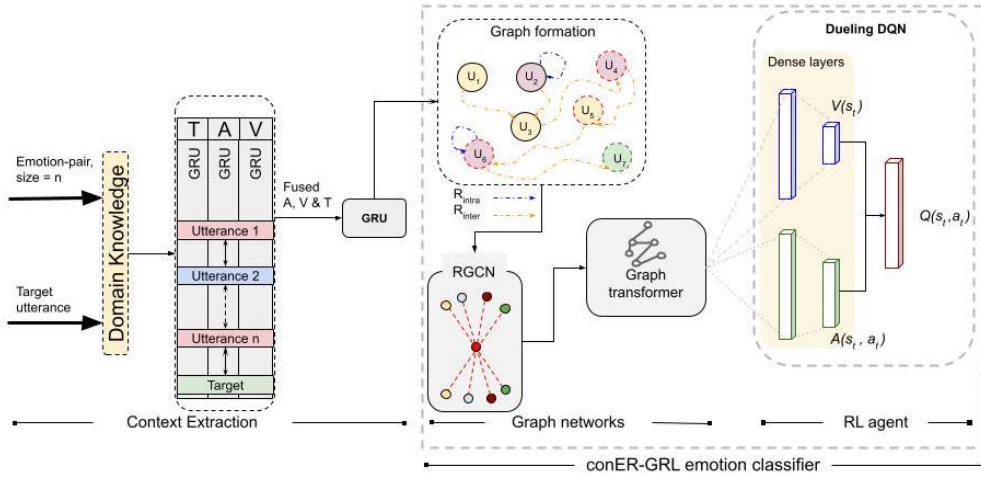 Emotion-pair,
size = n
Target
utterance
Domain Knowledge
T A V
GRU GRU GRU
Utterance 1
Utterance 2
Utterance n
Target
Fused
A, V & T
GRU
Context Extraction
Graph formation
U1
U2
U3
U4
U5
U6
U7
Rintra
Rinter
RGCN
Graph
transformer
Graph networks
Dueling DQN
Dense layers
V(st)
Q(st,at)
A(st , at)
RL agent
conER-GRL emotion classifier